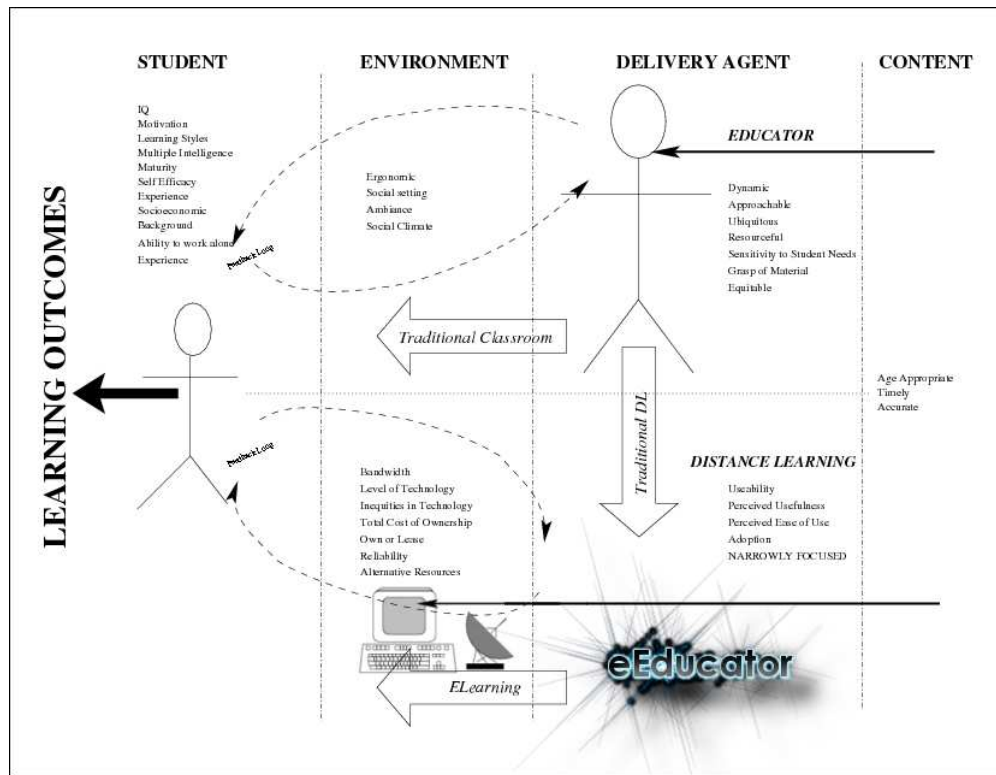 STUDENT
ENVIRONMENT
DELIVERY AGENT
CONTENT
IQ
Motivation
Learning Styles
Multiple Intelligence
Maturity
Self Efficacy
Experience
Socioeconomic
Background
Ability to work alone
Experience
Feedback Loop
Ergonomic
Social setting
Ambiance
Social Climate
EDUCATOR
Dynamic
Approachable
Ubiquitous
Resourceful
Sensitivity to Student Needs
Grasp of Material
Equitable
Traditional Classroom
LEARNING OUTCOMES
Age Appropriate
Timely
Accurate
Traditional DL
Feedback Loop
Bandwidth
Level of Technology
Inequities in Technology
Total Cost of Ownership
Own or Lease
Reliability
Alternative Resources
DISTANCE LEARNING
Useability
Perceived Usefulness
Perceived Ease of Use
Adoption
NARROWLY FOCUSED
eEducator
ELearning